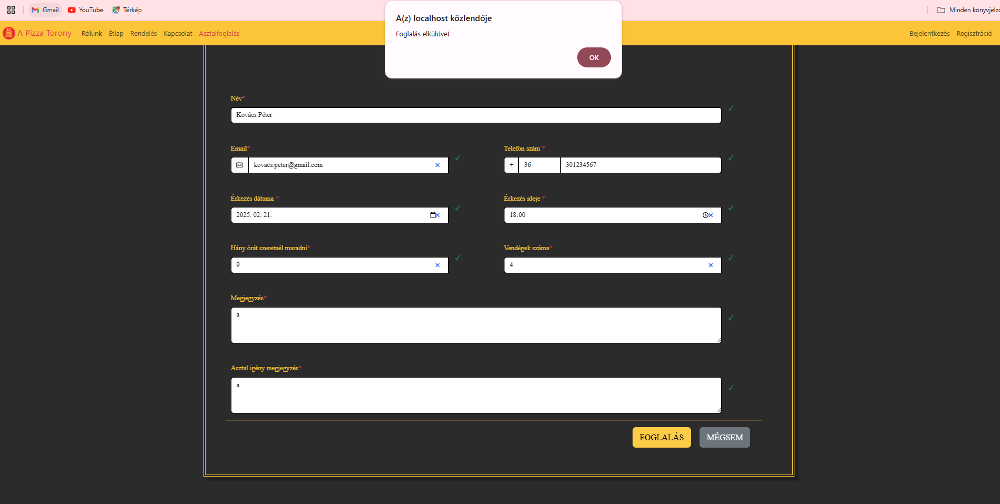 Gmail YouTube Térkép Minden könyvjelző
A(z) localhost közlendője
Foglalás elküldve!
OK
A Pizza Torony Rólunk Étlap Rendelés Kapcsolat Asztalfoglalás Bejelentkezés Regisztráció
Név*
Kovács Péter
Email* Telefon szám *
kovacs.peter@gmail.com + 36 301234567
Érkezés dátuma * Érkezés ideje *
2025. 02. 21. 18:00
Hány órát szeretnél maradni* Vendégek száma*
9 4
Megjegyzés*
a
Asztal igény megjegyzés*
a
FOGLALÁS MÉGSEM